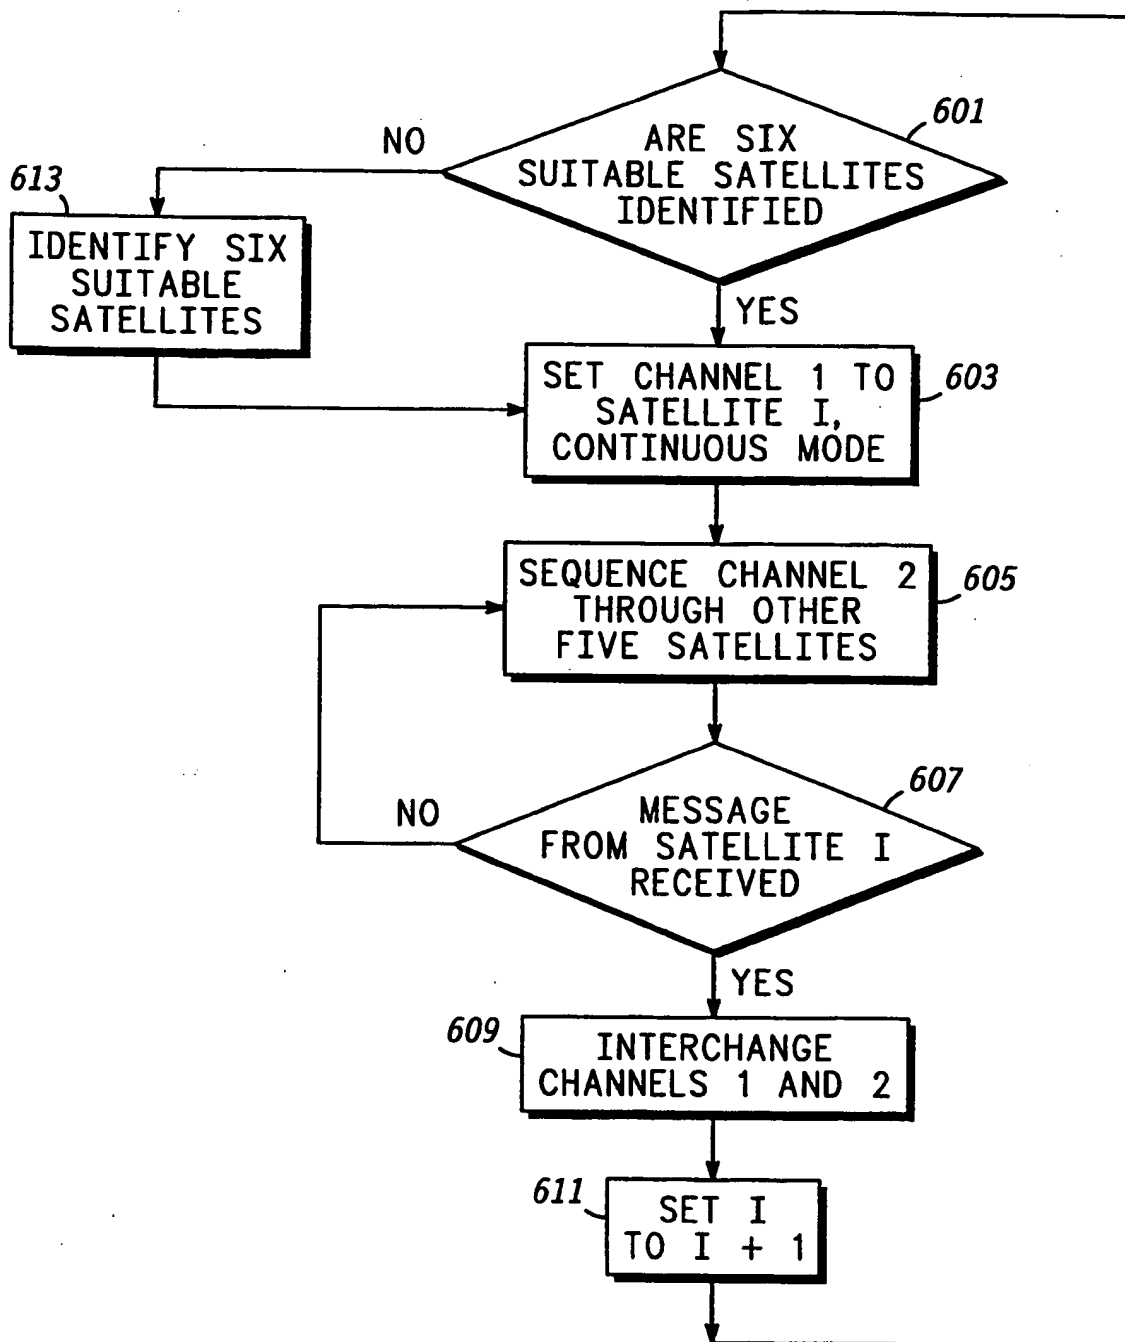 601
ARE SIX
SUITABLE SATELLITES
IDENTIFIED
NO
613
IDENTIFY SIX
SUITABLE
SATELLITES
YES
SET CHANNEL 1 TO
SATELLITE I,
CONTINUOUS MODE
603
SEQUENCE CHANNEL 2
THROUGH OTHER
FIVE SATELLITES
605
607
MESSAGE
FROM SATELLITE I
RECEIVED
NO
YES
609
INTERCHANGE
CHANNELS 1 AND 2
611
SET I
TO I + 1